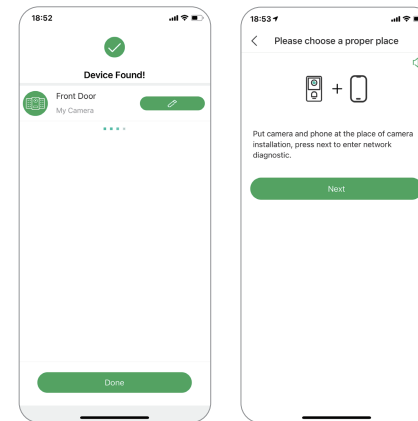 18:52
Device Found!
Front Door
My Camera
Done
18:53
Please choose a proper place
+
Put camera and phone at the place of camera
installation, press next to enter network
diagnostic.
Next